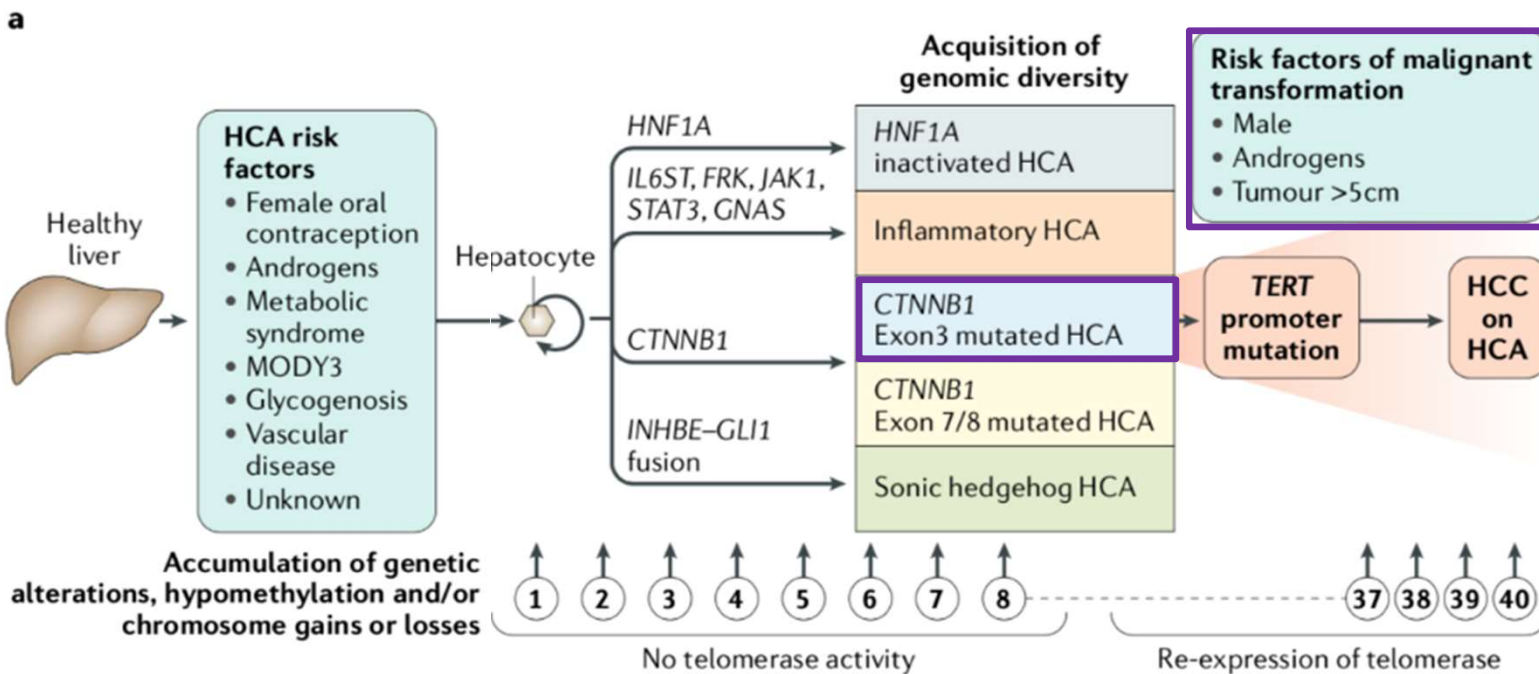 a
Healthy
liver
HCA risk
factors
• Female oral
contraception
• Androgens
• Metabolic
syndrome
• MODY3
• Glycogenosis
• Vascular
disease
• Unknown
Hepatocyte
HNF1A
IL6ST, FRK, JAK1,
STAT3, GNAS
CTNNB1
INHBE–GLI1
fusion
Acquisition of
genomic diversity
HNF1A
inactivated HCA
Inflammatory HCA
CTNNB1
Exon3 mutated HCA
CTNNB1
Exon 7/8 mutated HCA
Sonic hedgehog HCA
Risk factors of malignant
transformation
• Male
• Androgens
• Tumour >5cm
TERT
promoter
mutation
HCC
on
HCA
Accumulation of genetic
alterations, hypomethylation and/or
chromosome gains or losses
1 2 3 4 5 6 7 8 37 38 39 40
No telomerase activity
Re-expression of telomerase